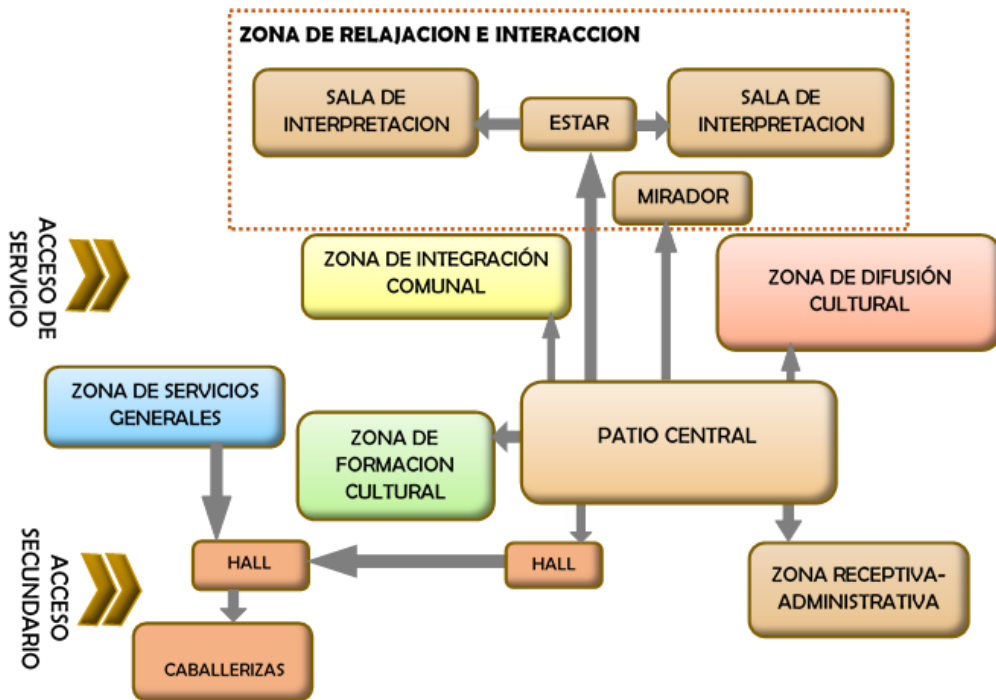 ZONA DE RELAJACION E INTERACCION
SALA DE
INTERPRETACION
ESTAR
SALA DE
INTERPRETACION
MIRADOR
ACCESO DE
SERVICIO
ZONA DE INTEGRACIÓN
COMUNAL
ZONA DE DIFUSIÓN
CULTURAL
ZONA DE SERVICIOS
GENERALES
ZONA DE
FORMACION
CULTURAL
PATIO CENTRAL
ACCESO
SECUNDARIO
HALL
HALL
ZONA RECEPTIVA-
ADMINISTRATIVA
CABALLERIZAS